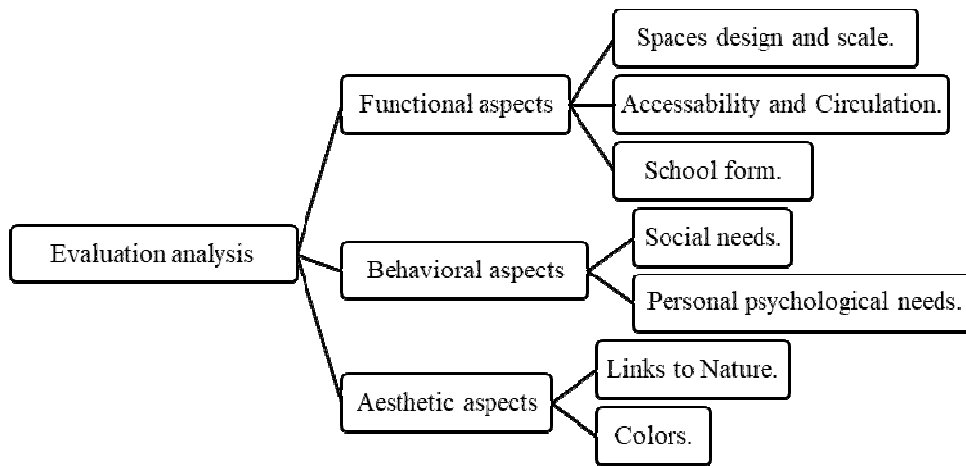 Evaluation analysis
Functional aspects
Spaces design and scale.
Accessability and Circulation.
School form.
Behavioral aspects
Social needs.
Personal psychological needs.
Aesthetic aspects
Links to Nature.
Colors.